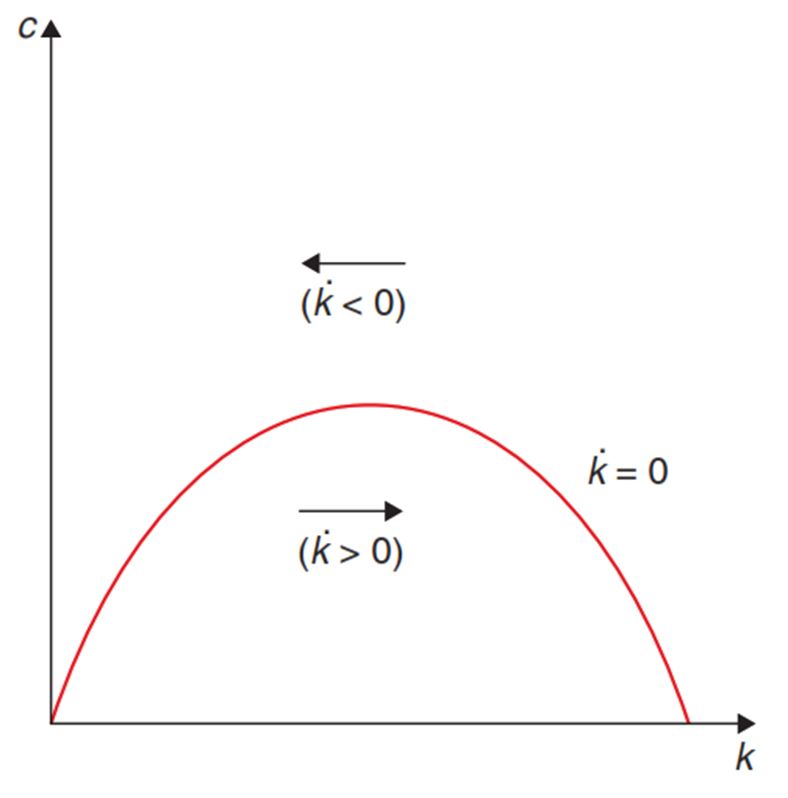 c
(k̇ < 0)
k̇ = 0
(k̇ > 0)
k